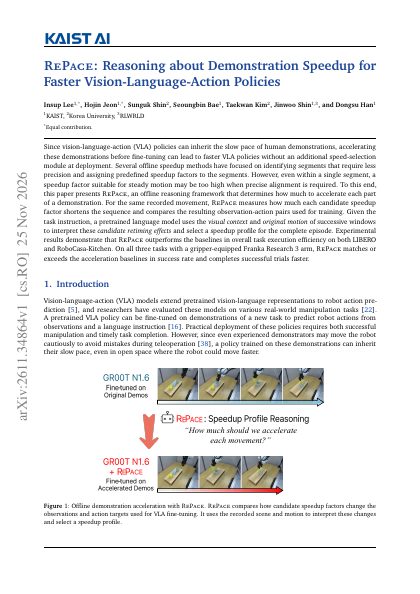 KAIST AI
REPACE: Reasoning about Demonstration Speedup for
Faster Vision-Language-Action Policies
Insup Lee1,*, Hojin Jeon1,*, Sunguk Shin2, Seoungbin Bae1, Taekwan Kim2, Jinwoo Shin1,3, and Dongsu Han1
1KAIST, 2Korea University, 3RLWRLD
*Equal contribution.
Since vision-language-action (VLA) policies can inherit the slow pace of human demonstrations, accelerating
these demonstrations before fine-tuning can lead to faster VLA policies without an additional speed-selection
module at deployment. Several offline speedup methods have focused on identifying segments that require less
precision and assigning predefined speedup factors to the segments. However, even within a single segment, a
speedup factor suitable for steady motion may be too high when precise alignment is required. To this end,
this paper presents REPACE, an offline reasoning framework that determines how much to accelerate each part
of a demonstration. For the same recorded movement, REPACE measures how much each candidate speedup
factor shortens the sequence and compares the resulting observation-action pairs used for training. Given the
task instruction, a pretrained language model uses the visual context and original motion of successive windows
to interpret these candidate retiming effects and select a speedup profile for the complete episode. Experimental
results demonstrate that REPACE outperforms the baselines in overall task execution efficiency on both LIBERO
and RoboCasa-Kitchen. On all three tasks with a gripper-equipped Franka Research 3 arm, REPACE matches or
exceeds the acceleration baselines in success rate and completes successful trials faster.
1. Introduction
Vision-language-action (VLA) models extend pretrained vision-language representations to robot action pre-
diction [5], and researchers have evaluated these models on various real-world manipulation tasks [22].
A pretrained VLA policy can be fine-tuned on demonstrations of a new task to predict robot actions from
observations and a language instruction [16]. Practical deployment of these policies requires both successful
manipulation and timely task completion. However, since even experienced demonstrators may move the robot
cautiously to avoid mistakes during teleoperation [38], a policy trained on these demonstrations can inherit
their slow pace, even in open space where the robot could move faster.
GR00T N1.6
Fine-tuned on
Original Demos
REPACE: Speedup Profile Reasoning
"How much should we accelerate
each movement?"
GR00T N1.6
+ REPACE
Fine-tuned on
Accelerated Demos
Figure 1: Offline demonstration acceleration with REPACE. REPACE compares how candidate speedup factors change the
observations and action targets used for VLA fine-tuning. It uses the recorded scene and motion to interpret these changes
and select a speedup profile.
arXiv:2611.34864v1 [cs.RO] 25 Nov 2026